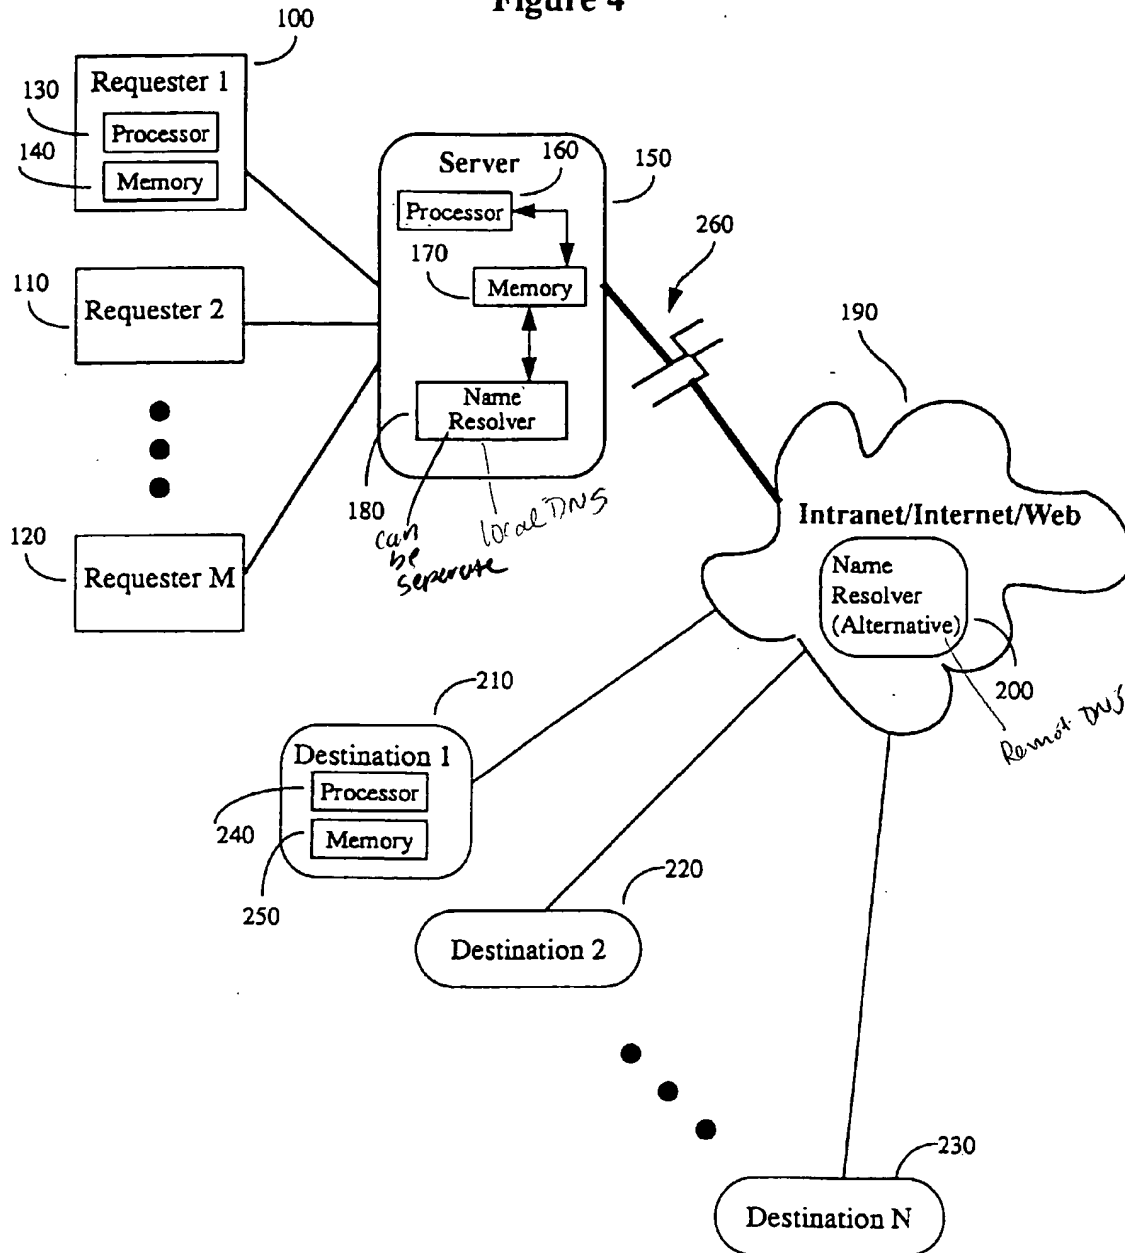 Figure 4
100
Requester 1
130
Processor
140
Memory
110
Requester 2
120
Requester M
Server
160
150
Processor
170
Memory
Name
Resolver
180
can
be
seperate
local DNS
260
190
Intranet/Internet/Web
Name
Resolver
(Alternative)
200
Remot DNS
210
Destination 1
Processor
240
Memory
250
220
Destination 2
230
Destination N